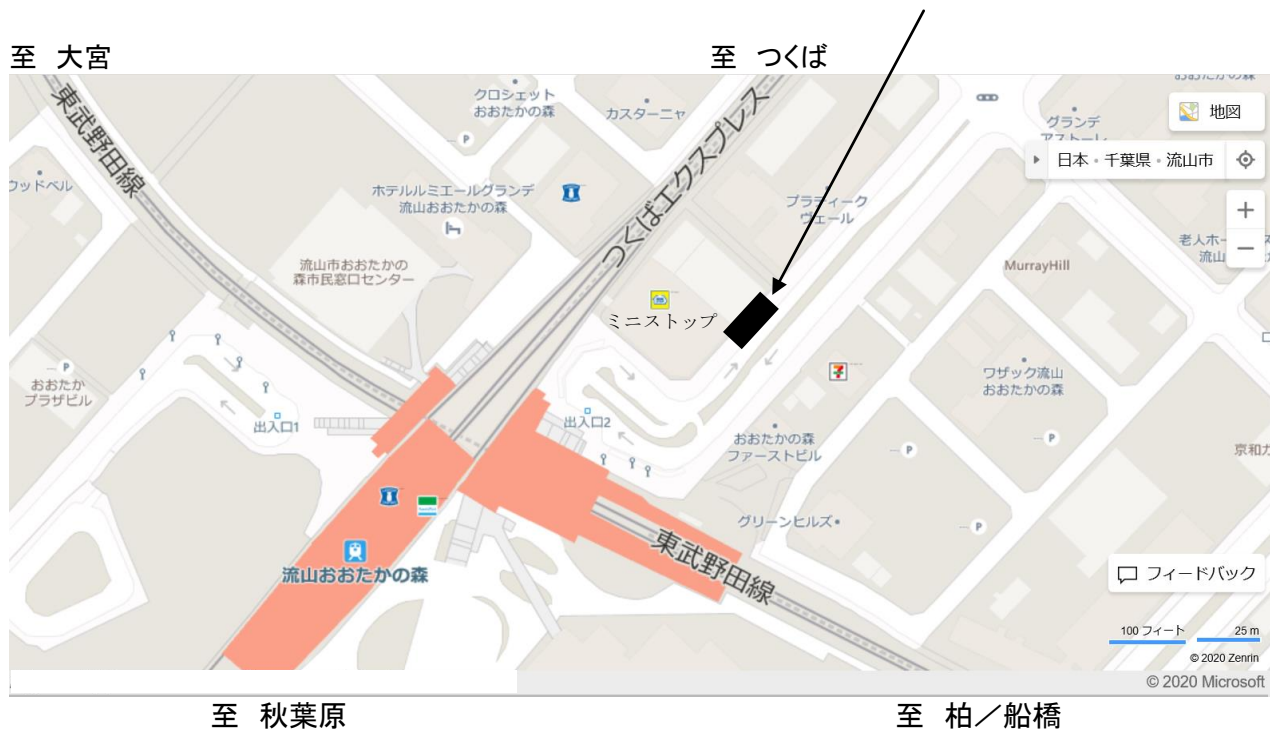 至 大宮
至 つくば
東武野田線
クロシェット
おおたかの森
P
カスターニャ
つくばエクスプレス
グランデ
アストーレ
地図
日本・千葉県・流山市
ウッドベル
ホテルルミエールグランデ
流山おおたかの森
プラティーク
ヴェール
+
−
老人ホー
流山
流山市おおたかの
森市民窓口センター
MurrayHill
ミニストップ
P
おおたか
プラザビル
7
ワザック流山
おおたかの森
出入口1
出入口2
おおたかの森
ファーストビル
P
P
京和ガ
グリーンヒルズ
P
東武野田線
流山おおたかの森
フィードバック
100 フィート
25 m
© 2020 Zenrin
© 2020 Microsoft
至 秋葉原
至 柏／船橋